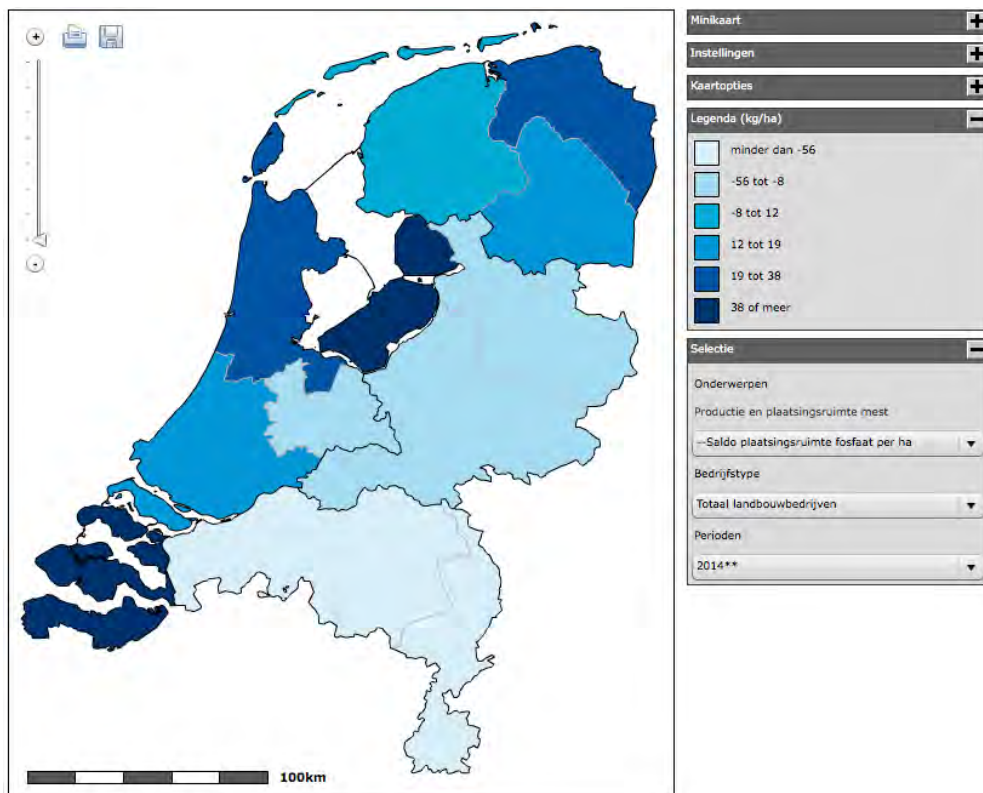 100km
Minikaart
Instellingen
Kaartopties
Legenda (kg/ha)
minder dan -56
-56 tot -8
-8 tot 12
12 tot 19
19 tot 38
38 of meer
Selectie
Onderwerpen
Productie en plaatsingsruimte mest
--Saldo plaatsingsruimte fosfaat per ha
Bedrijfstype
Totaal landbouwbedrijven
Perioden
2014**